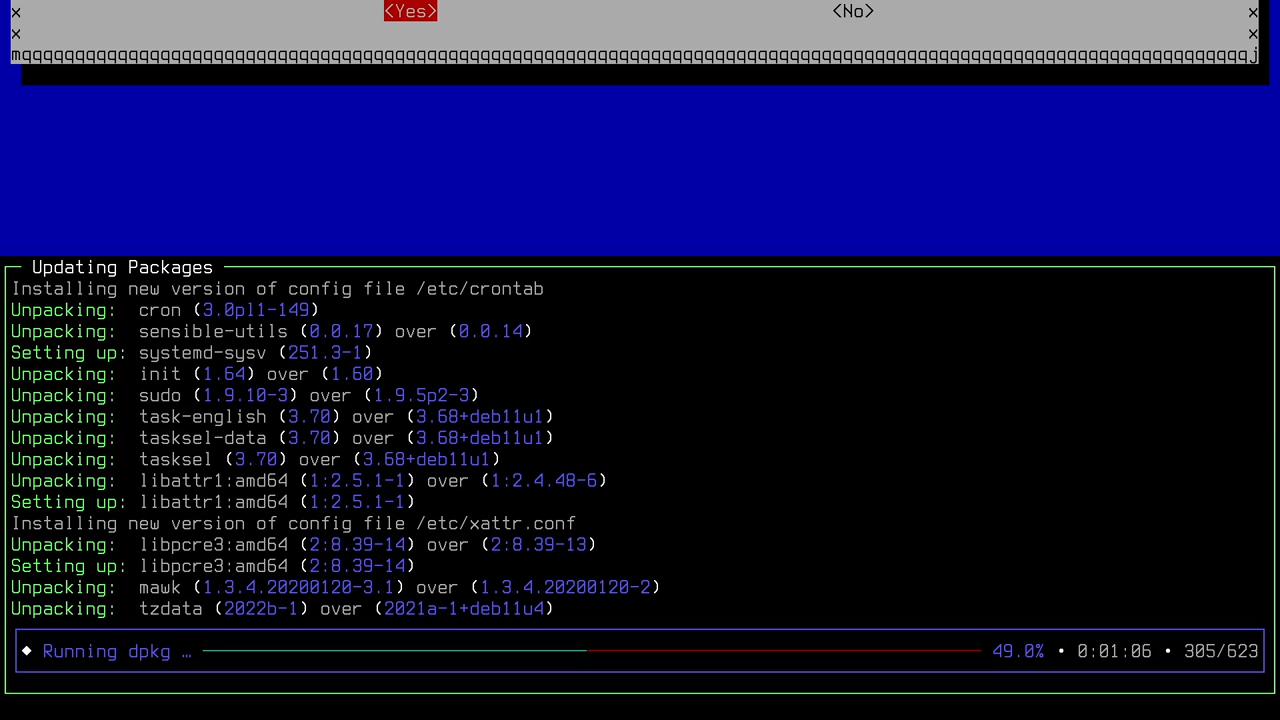 x <Yes> <No> x
x x
mqqqqqqqqqqqqqqqqqqqqqqqqqqqqqqqqqqqqqqqqqqqqqqqqqqqqqqqqqqqqqqqqqqqqqqqqqqqqqqqqqqqqqqqqqqqqqqqqqqqqqqqqqqqqqqqqqqqj
Updating Packages
Installing new version of config file /etc/crontab
Unpacking: cron (3.0pl1-149)
Unpacking: sensible-utils (0.0.17) over (0.0.14)
Setting up: systemd-sysv (251.3-1)
Unpacking: init (1.64) over (1.60)
Unpacking: sudo (1.9.10-3) over (1.9.5p2-3)
Unpacking: task-english (3.70) over (3.68+deb11u1)
Unpacking: tasksel-data (3.70) over (3.68+deb11u1)
Unpacking: tasksel (3.70) over (3.68+deb11u1)
Unpacking: libattr1:amd64 (1:2.5.1-1) over (1:2.4.48-6)
Setting up: libattr1:amd64 (1:2.5.1-1)
Installing new version of config file /etc/xattr.conf
Unpacking: libpcre3:amd64 (2:8.39-14) over (2:8.39-13)
Setting up: libpcre3:amd64 (2:8.39-14)
Unpacking: mawk (1.3.4.20200120-3.1) over (1.3.4.20200120-2)
Unpacking: tzdata (2022b-1) over (2021a-1+deb11u4)
◆ Running dpkg … 49.0% • 0:01:06 • 305/623